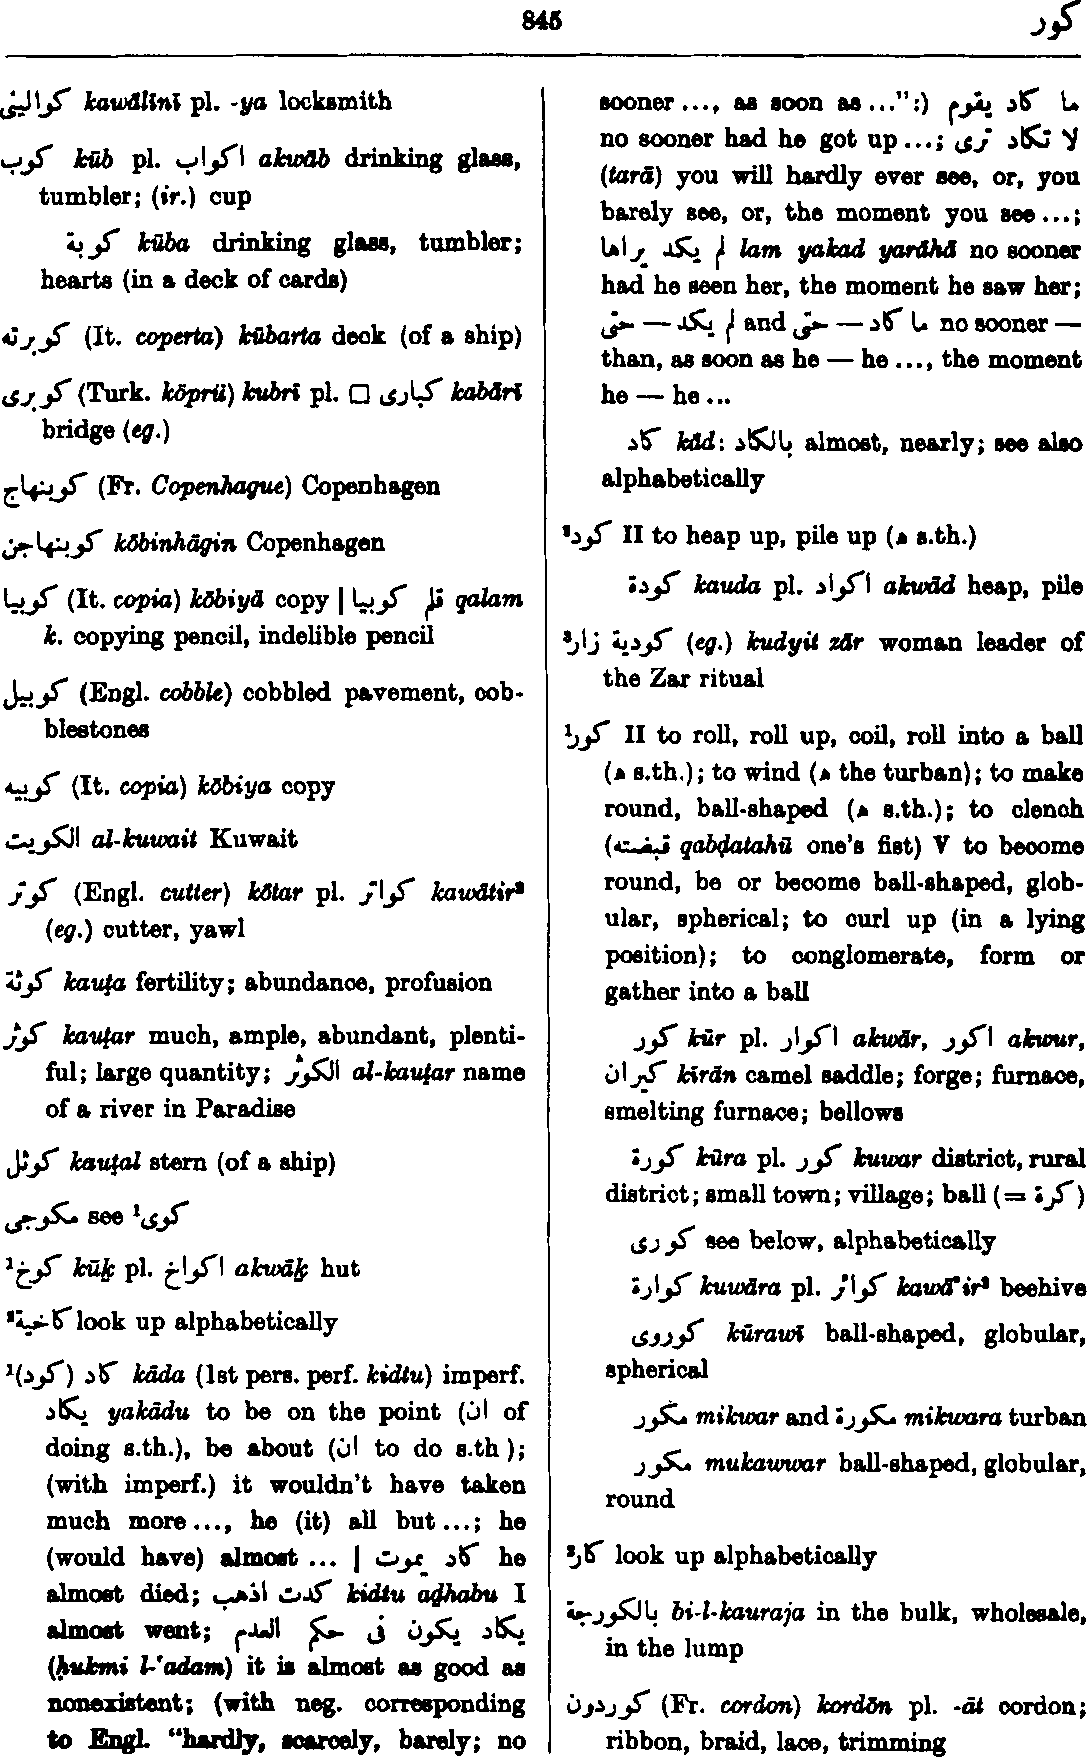 845
كور
كواليني kawālīnī pl. -ya locksmith
كوب kūb pl. اكواب akwāb drinking glass,
tumbler; (ir.) cup
كوبة kūba drinking glass, tumbler;
hearts (in a deck of cards)
كوبرته (It. coperta) kūbarta deck (of a ship)
كوبرى (Turk. köprü) kubrī pl. □ كبارى kabārī
bridge (eg.)
كوبنهاج (Fr. Copenhague) Copenhagen
كوبنهاجن kōbinhāgin Copenhagen
كوبيا (It. copia) kōbiyā copy | قلم كوبيا qalam
k. copying pencil, indelible pencil
كوبيل (Engl. cobble) cobbled pavement, cob-
blestones
كوبيه (It. copia) kōbiya copy
الكويت al-kuwait Kuwait
كوتر (Engl. cutter) kōtar pl. كواتر kawātir²
(eg.) cutter, yawl
كوثة kauṯa fertility; abundance, profusion
كوثر kauṯar much, ample, abundant, plenti-
ful; large quantity; الكوثر al-kauṯar name
of a river in Paradise
كوثل kauṯal stern (of a ship)
مكوجى see كوى¹
كوخ¹ kūḵ pl. اكواخ akwāḵ hut
كاخية² look up alphabetically
(كود)¹ كاد kāda (1st pers. perf. kidtu) imperf.
يكاد yakādu to be on the point (ان of
doing s.th.), be about (ان to do s.th);
(with imperf.) it wouldn't have taken
much more ..., he (it) all but ...; he
(would have) almost ... | كاد يموت he
almost died; كدت اذهب kidtu aḏhabu I
almost went; يكاد يكون فى حكم العدم
(ḥukmi l-ʿadam) it is almost as good as
nonexistent; (with neg. corresponding
to Engl. "hardly, scarcely, barely; no
sooner ..., as soon as ...":) ما كاد يقوم
no sooner had he got up ...; لا تكاد ترى
(tarā) you will hardly ever see, or, you
barely see, or, the moment you see ...;
لم يكد يراها lam yakad yarāhā no sooner
had he seen her, the moment he saw her;
ما كاد — حتى and لم يكد — حتى no sooner —
than, as soon as he — he ..., the moment
he — he ...
كاد kād: بالكاد almost, nearly; see also
alphabetically
كود² II to heap up, pile up (ه s.th.)
كودة kauda pl. اكواد akwād heap, pile
كودية زار³ (eg.) kudyit zār woman leader of
the Zar ritual
كور¹ II to roll, roll up, coil, roll into a ball
(ه s.th.); to wind (ه the turban); to make
round, ball-shaped (ه s.th.); to clench
(قبضته qabḍatahū one's fist) V to become
round, be or become ball-shaped, glob-
ular, spherical; to curl up (in a lying
position); to conglomerate, form or
gather into a ball
كور kūr pl. اكوار akwār, اكور akwur,
كيران kīrān camel saddle; forge; furnace,
smelting furnace; bellows
كورة kūra pl. كور kuwar district, rural
district; small town; village; ball (= كرة)
كورى see below, alphabetically
كوارة kuwāra pl. كوائر kawāʾir² beehive
كوروى kūrawī ball-shaped, globular,
spherical
مكور mikwar and مكورة mikwara turban
مكور mukawwar ball-shaped, globular,
round
كار² look up alphabetically
بالكورجة bi-l-kauraja in the bulk, wholesale,
in the lump
كوردون (Fr. cordon) kordōn pl. -āt cordon;
ribbon, braid, lace, trimming